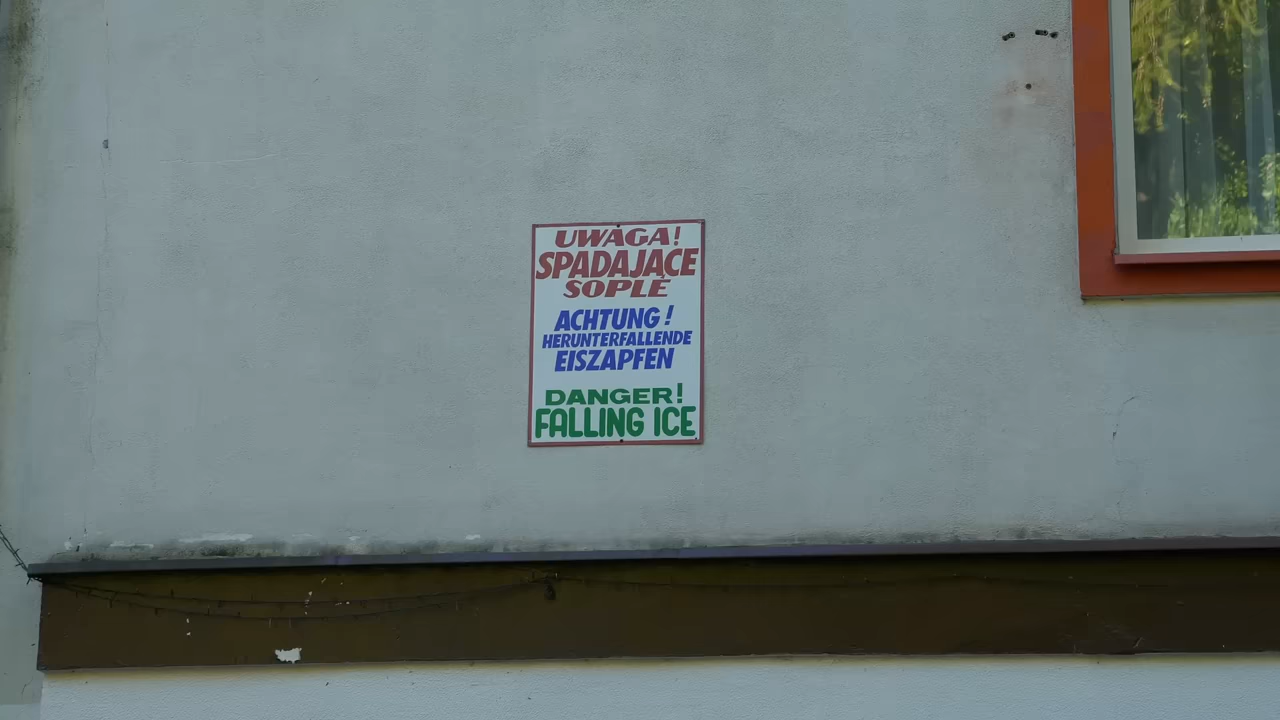 UWAGA!
SPADAJĄCE
SOPLE
ACHTUNG!
HERUNTERFALLENDE
EISZAPFEN
DANGER!
FALLING ICE